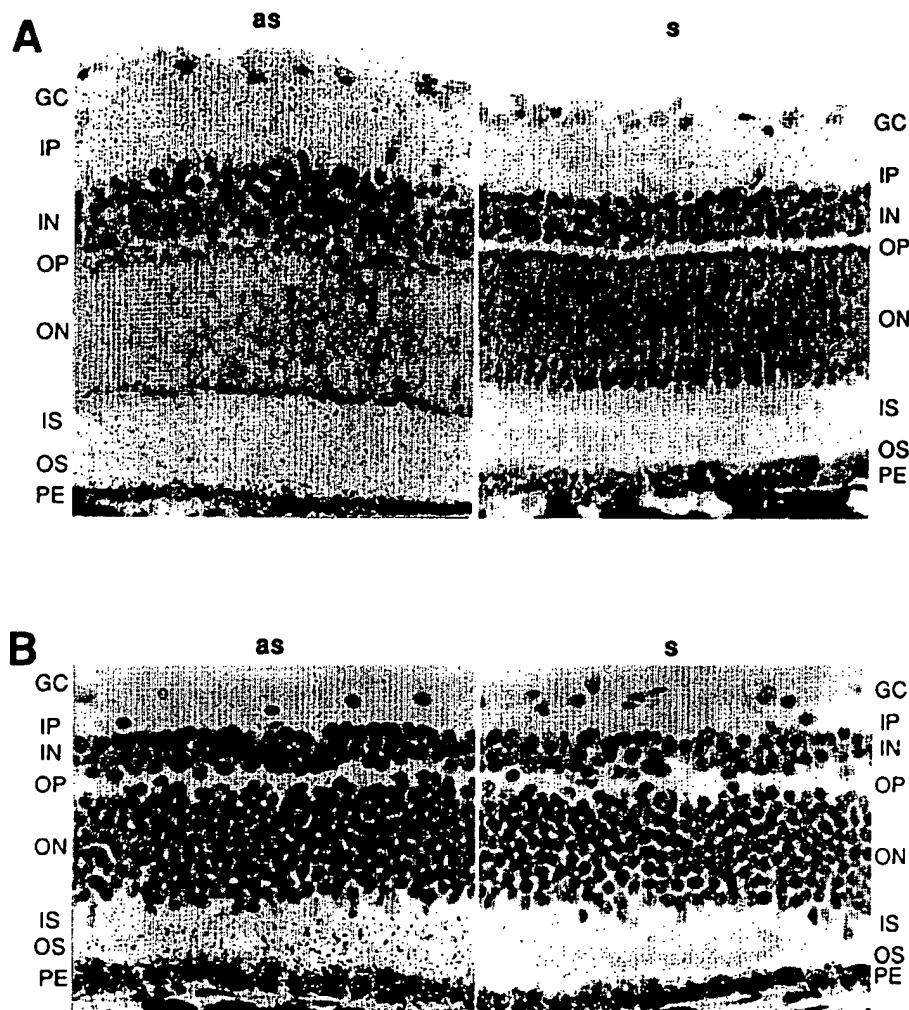 A
as
s
GC
IP
IN
OP
ON
IS
OS
PE
GC
IP
IN
OP
ON
IS
OS
PE
B
as
s
GC
IP
IN
OP
ON
IS
OS
PE
GC
IP
IN
OP
ON
IS
OS
PE